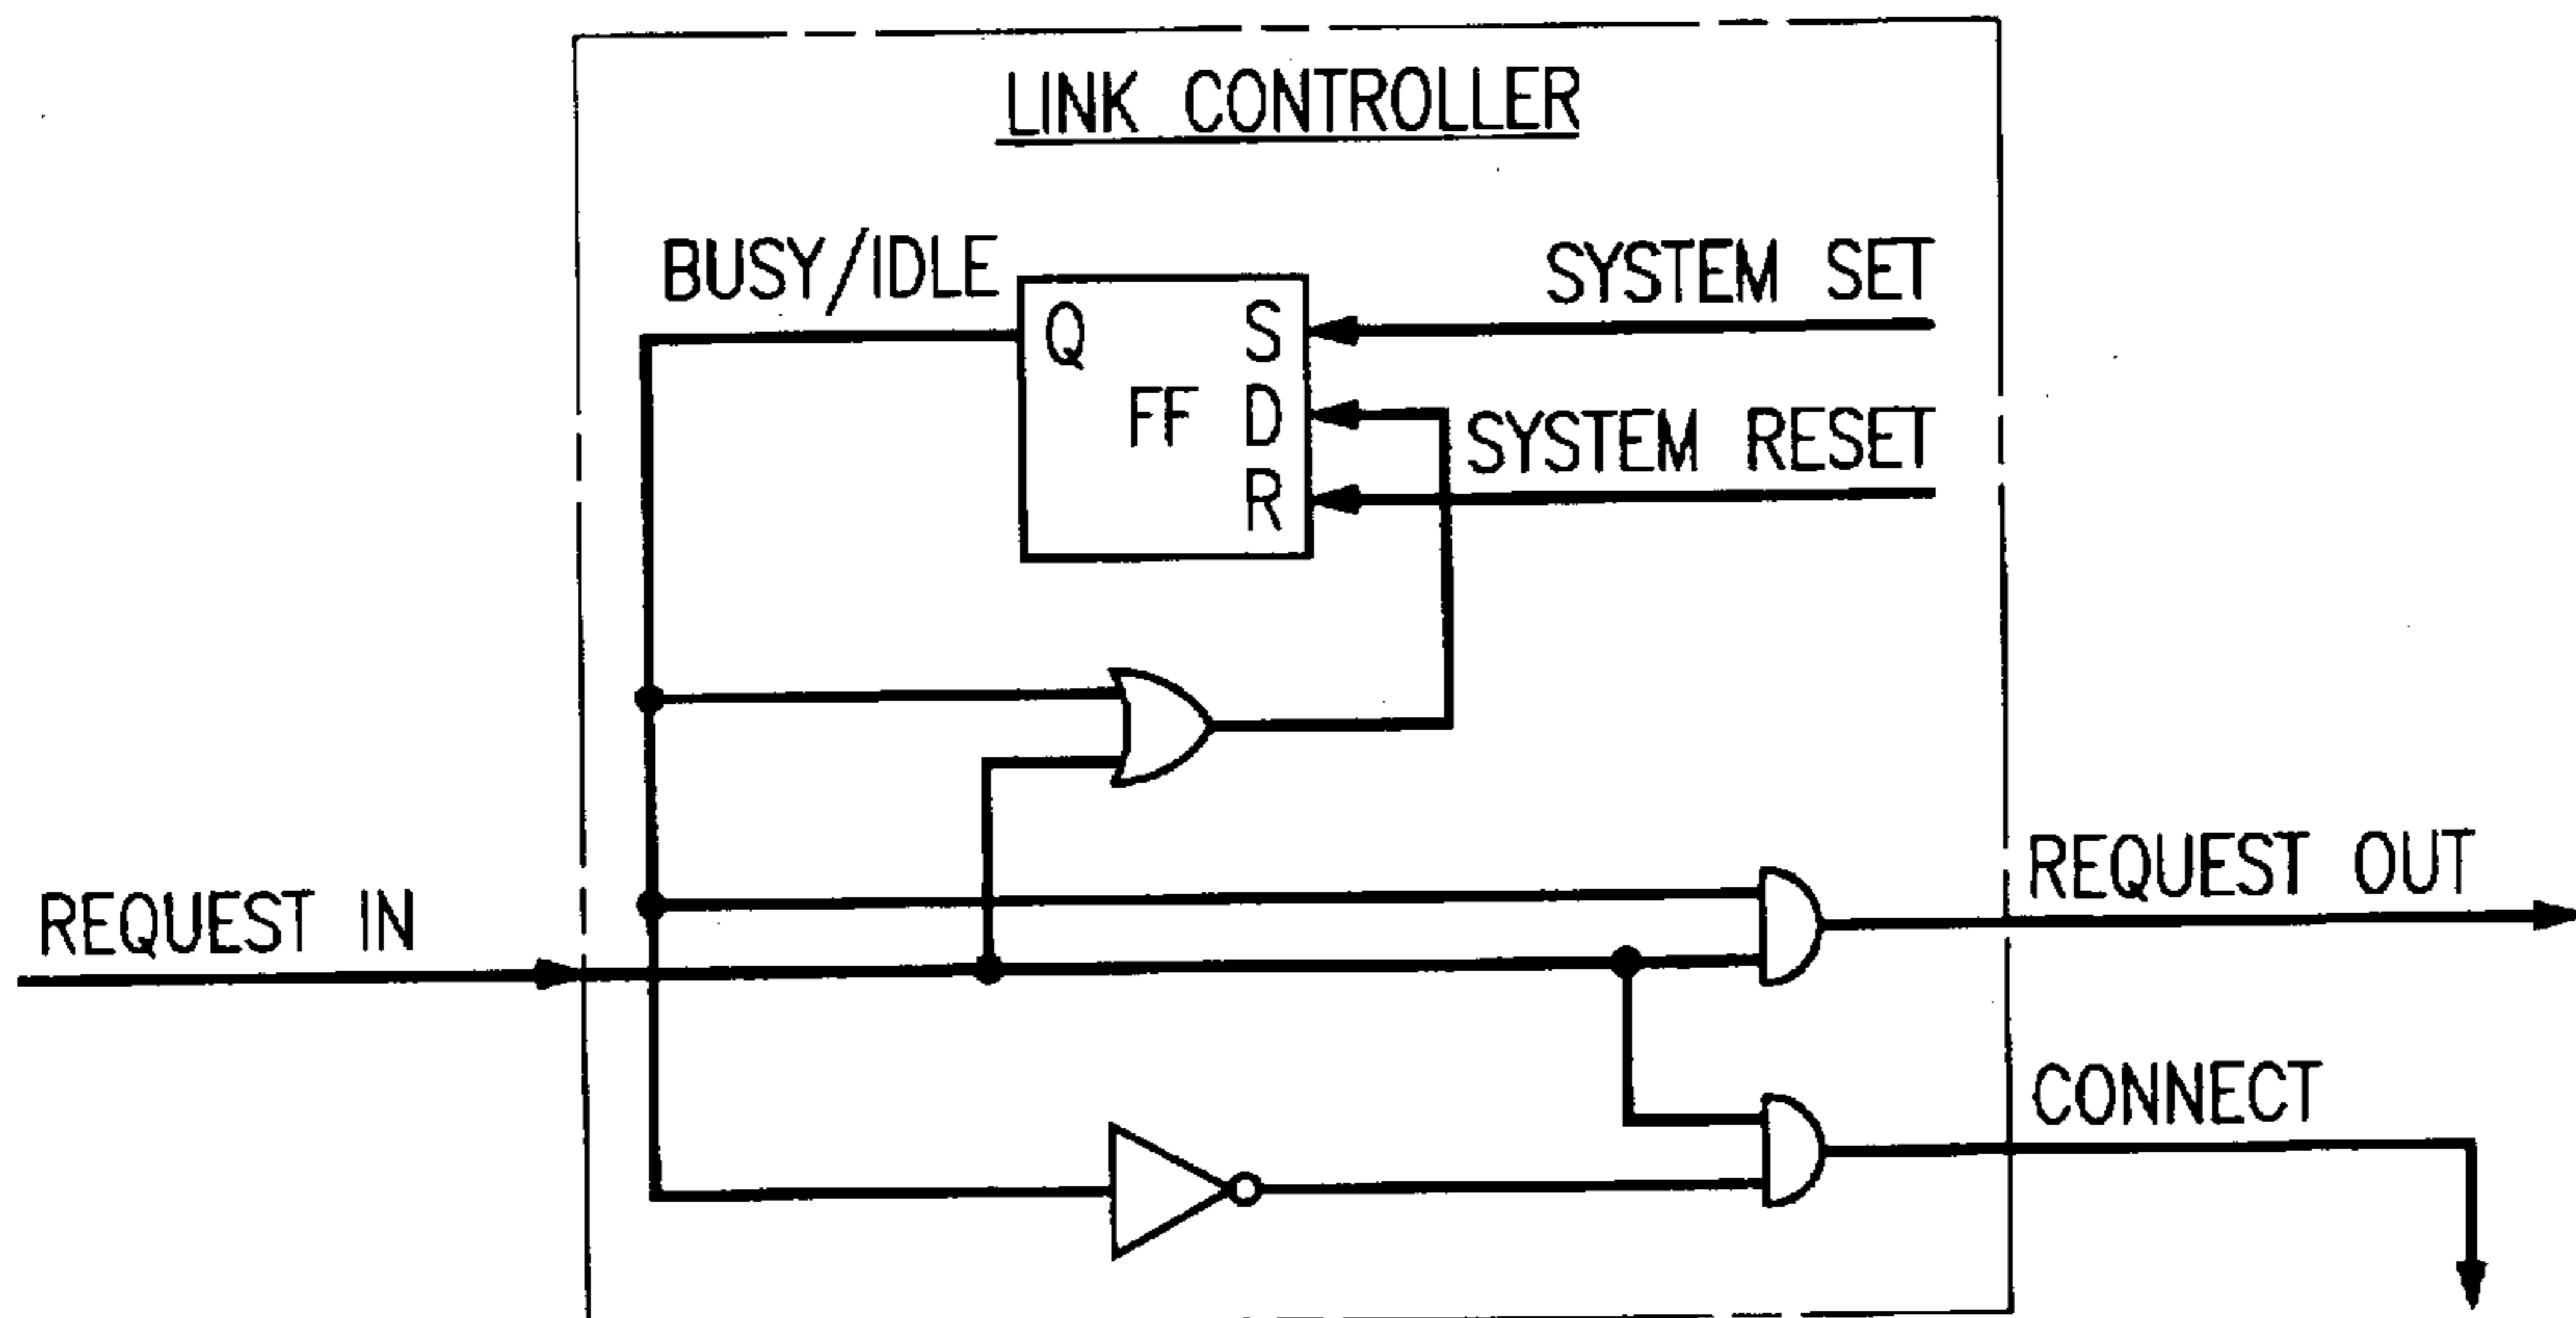 LINK CONTROLLER
BUSY/IDLE
SYSTEM SET
Q
S
FF
D
SYSTEM RESET
R
REQUEST IN
REQUEST OUT
CONNECT